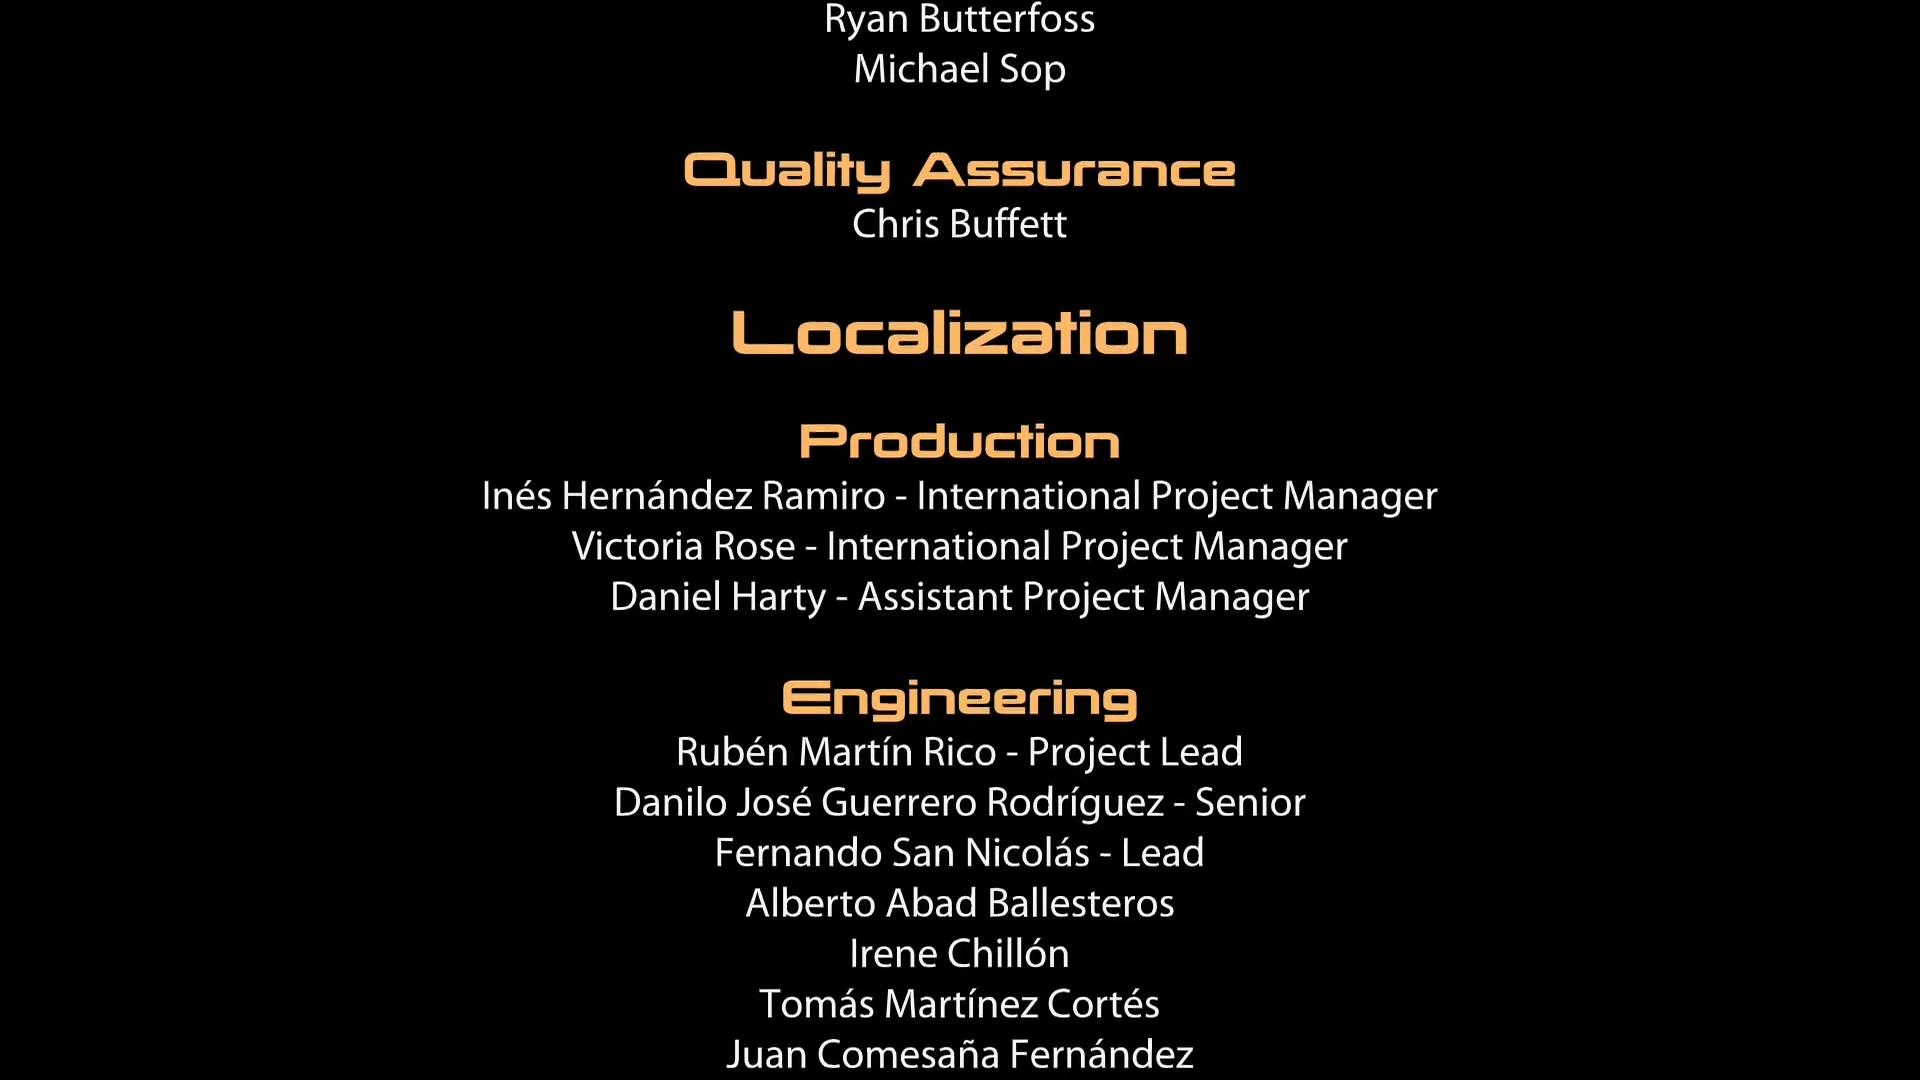 Ryan Butterfoss
Michael Sop
Quality Assurance
Chris Buffett
Localization
Production
Inés Hernández Ramiro - International Project Manager
Victoria Rose - International Project Manager
Daniel Harty - Assistant Project Manager
Engineering
Rubén Martín Rico - Project Lead
Danilo José Guerrero Rodríguez - Senior
Fernando San Nicolás - Lead
Alberto Abad Ballesteros
Irene Chillón
Tomás Martínez Cortés
Juan Comesaña Fernández